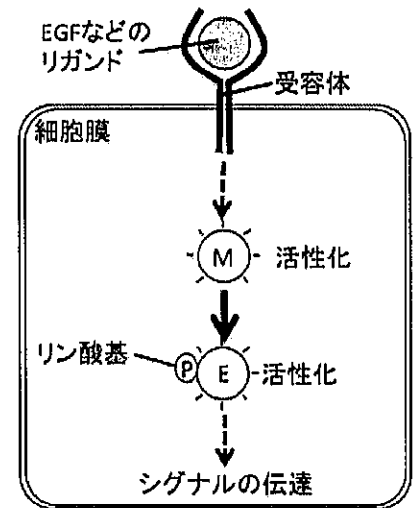 EGFなどの
リガンド
受容体
細胞膜
M
活性化
リン酸基
P
E
活性化
シグナルの伝達